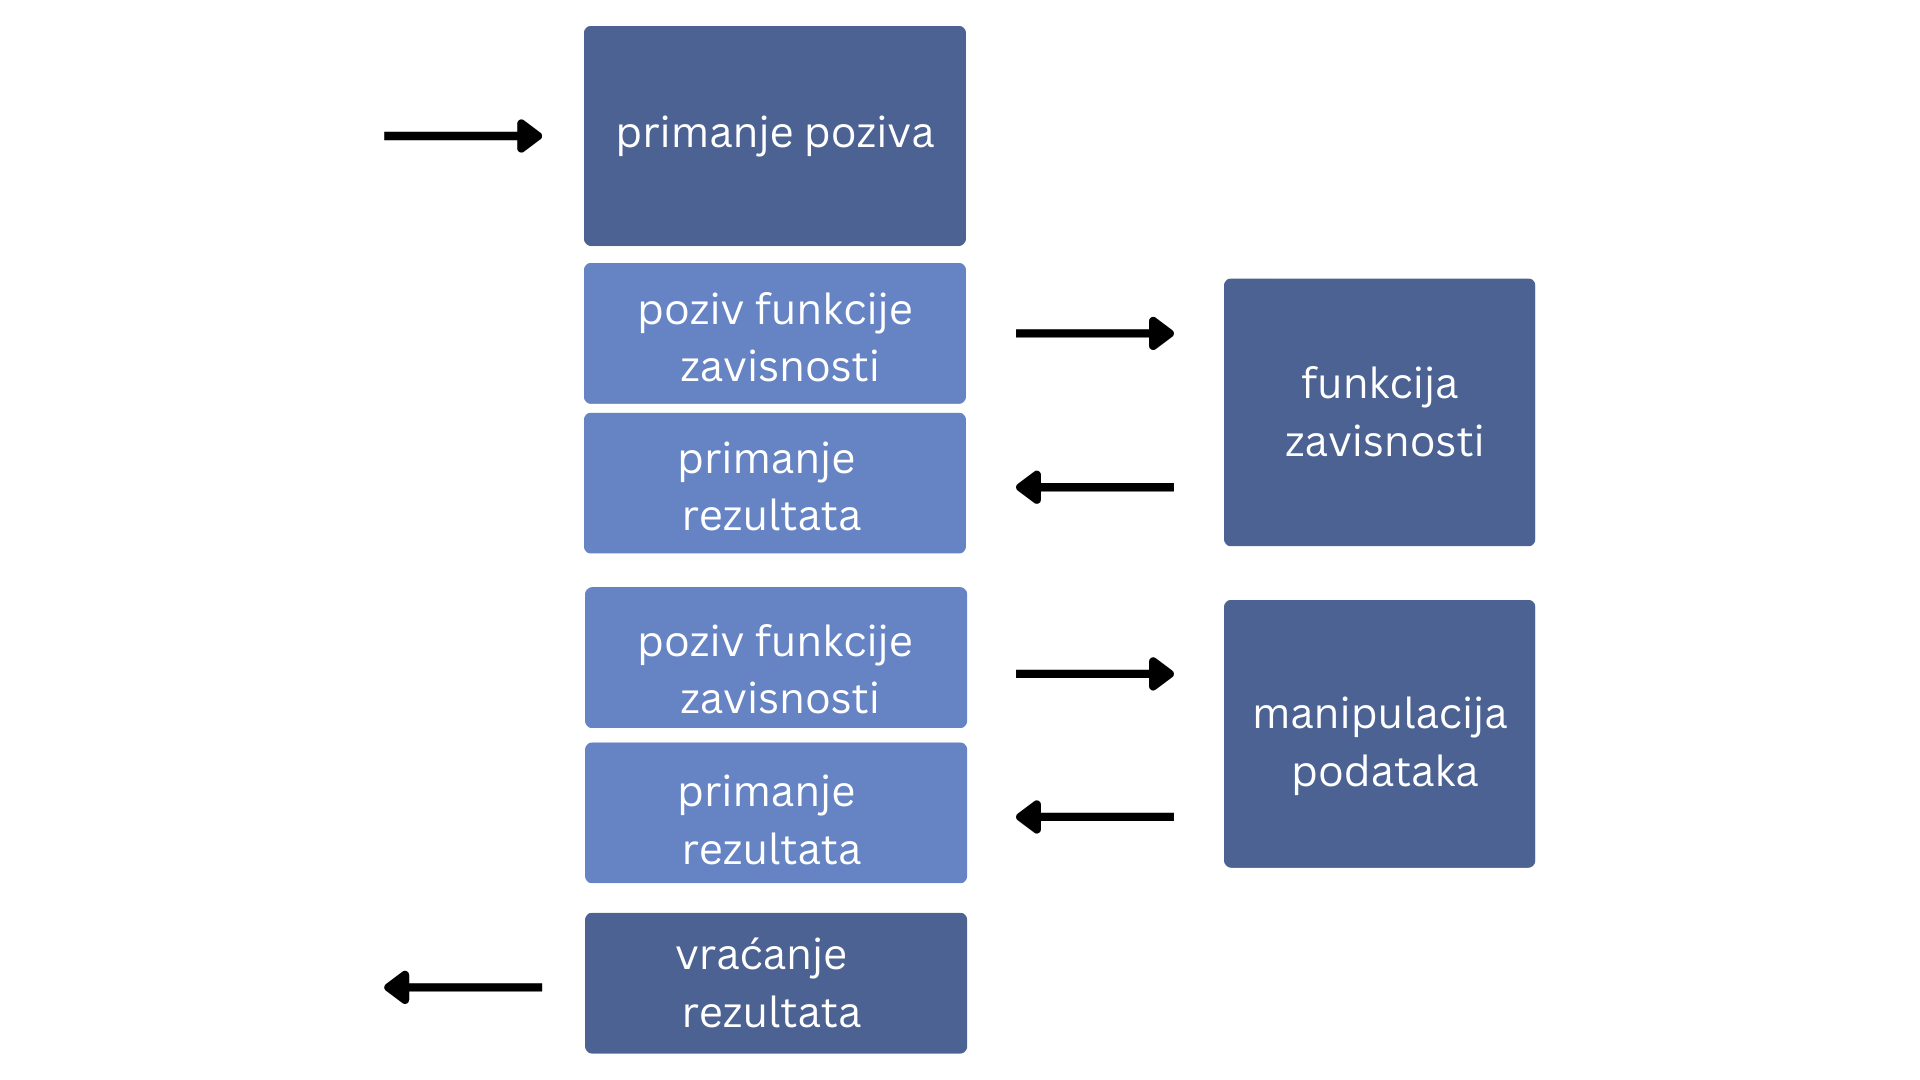 primanje poziva
poziv funkcije
zavisnosti
primanje
rezultata
funkcija
zavisnosti
poziv funkcije
zavisnosti
primanje
rezultata
manipulacija
podataka
vraćanje
rezultata